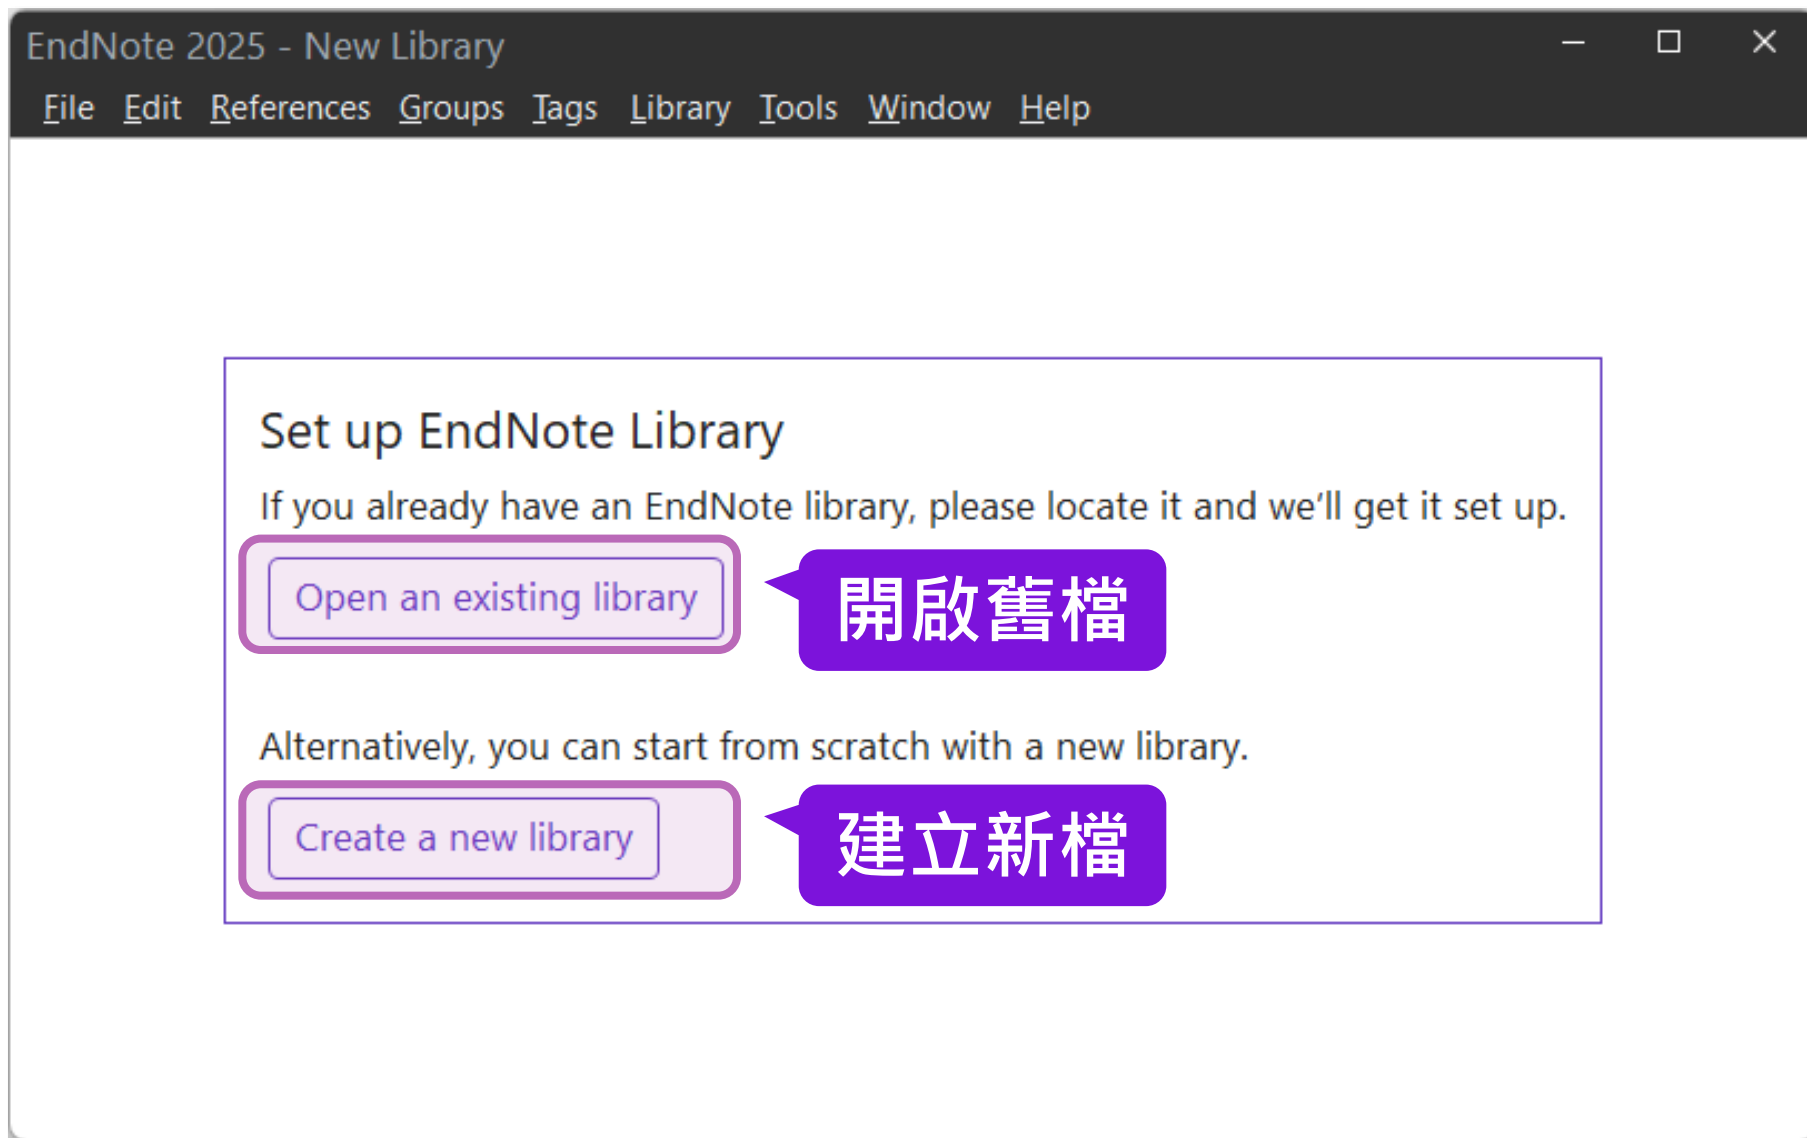 EndNote 2025 - New Library
File Edit References Groups Tags Library Tools Window Help
Set up EndNote Library
If you already have an EndNote library, please locate it and we'll get it set up.
Open an existing library
開啟舊檔
Alternatively, you can start from scratch with a new library.
Create a new library
建立新檔